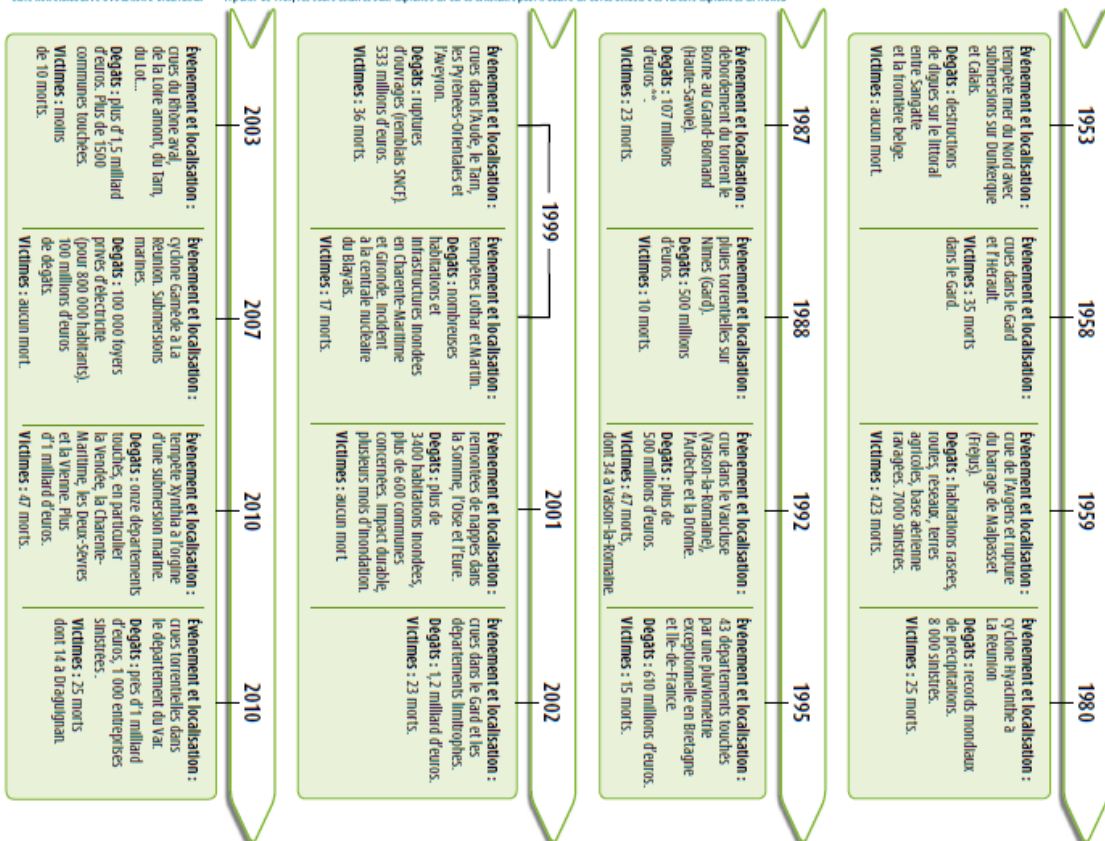 1953
Événement et localisation :
tempête mer du Nord avec
submersions sur Dunkerque
et Calais.
Dégâts : destructions
de digues sur le littoral
entre Sangatte
et la frontière belge.
Victimes : aucun mort.
1958
Événement et localisation :
crues dans le Gard
et l'Hérault.
Victimes : 35 morts
dans le Gard.
1959
Événement et localisation :
crue de l'Argens et rupture
du barrage de Malpasset
(Fréjus).
Dégâts : habitations rasées,
routes, réseaux, terres
agricoles, base aérienne
ravagées. 7000 sinistrés.
Victimes : 423 morts.
1980
Événement et localisation :
cyclone Hyacinthe à
La Réunion
Dégâts : records mondiaux
de précipitations.
8 000 sinistrés.
Victimes : 25 morts.
1987
Événement et localisation :
débordement du torrent le
Borne au Grand-Bornand
(Haute-Savoie).
Dégâts : 107 millions
d'euros**.
Victimes : 23 morts.
1988
Événement et localisation :
pluies torrentielles sur
Nîmes (Gard).
Dégâts : 500 millions
d'euros.
Victimes : 10 morts.
1992
Événement et localisation :
crue dans le Vaucluse
(Vaison-la-Romaine),
l'Ardèche et la Drôme.
Dégâts : plus de
500 millions d'euros.
Victimes : 47 morts,
dont 34 à Vaison-la-Romaine.
1995
Événement et localisation :
43 départements touchés
par une pluviométrie
exceptionnelle en Bretagne
et Ile-de-France.
Dégâts : 610 millions d'euros.
Victimes : 15 morts.
1999
Événement et localisation :
crues dans l'Aude, le Tarn,
les Pyrénées-Orientales et
l'Aveyron.
Dégâts : ruptures
d'ouvrages (remblais SNCF).
533 millions d'euros.
Victimes : 36 morts.
Événement et localisation :
tempêtes Lothar et Martin.
Dégâts : nombreuses
habitations et
infrastructures inondées
en Charente-Maritime
et Gironde. Incident
à la centrale nucléaire
du Blayais.
Victimes : 17 morts.
2001
Événement et localisation :
remontées de nappes dans
la Somme, l'Oise et l'Eure.
Dégâts : plus de
3400 habitations inondées,
plus de 600 communes
concernées. Impact durable,
plusieurs mois d'inondation.
Victimes : aucun mort
2002
Événement et localisation :
crues dans le Gard et les
départements limitrophes.
Dégâts : 1,2 milliard d'euros.
Victimes : 23 morts.
2003
Événement et localisation :
crues du Rhône aval,
de la Loire amont, du Tarn,
du Lot...
Dégâts : plus d'1,5 milliard
d'euros. Plus de 1500
communes touchées.
Victimes : moins
de 10 morts.
2007
Événement et localisation :
cyclone Gamède à La
Réunion. Submersions
marines.
Dégâts : 100 000 foyers
privés d'électricité
(pour 800 000 habitants).
100 millions d'euros
de dégâts.
Victimes : aucun mort.
2010
Événement et localisation :
tempête Xynthia à l'origine
d'une submersion marine.
Dégâts : onze départements
touchés, en particulier
la Vendée, la Charente-
Maritime, les Deux-Sèvres
et la Vienne. Plus
d'1 milliard d'euros.
Victimes : 47 morts.
2010
Événement et localisation :
crues torrentielles dans
le département du Var.
Dégâts : près d'1 milliard
d'euros, 1 000 entreprises
sinistrées.
Victimes : 25 morts
dont 14 à Draguignan.